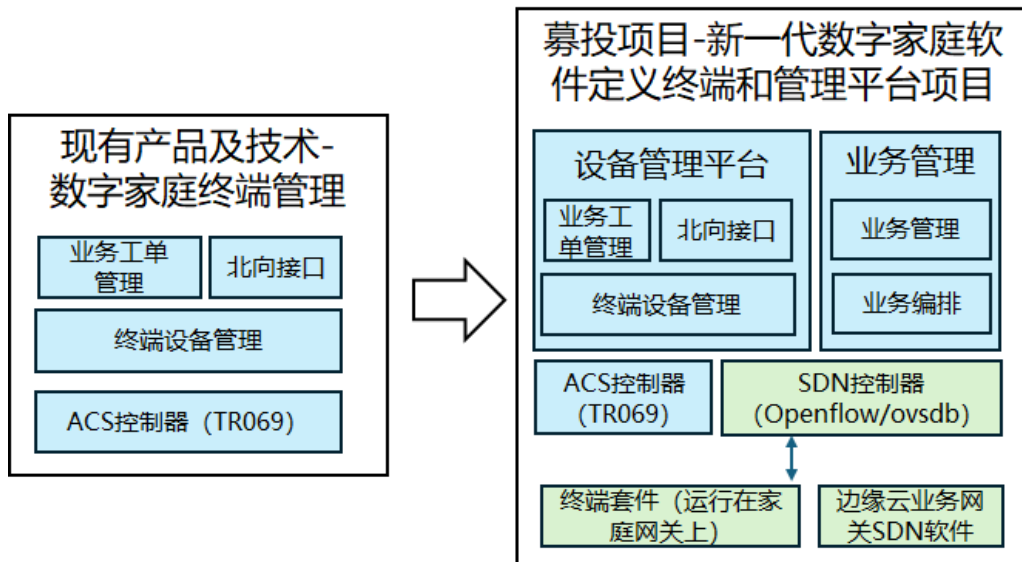 现有产品及技术-
数字家庭终端管理
业务工单
管理
北向接口
终端设备管理
ACS控制器（TR069）
募投项目-新一代数字家庭软
件定义终端和管理平台项目
设备管理平台
业务工
单管理
北向接口
终端设备管理
业务管理
业务管理
业务编排
ACS控制器
（TR069）
SDN控制器
（Openflow/ovsdb）
终端套件（运行在家
庭网关上）
边缘云业务网
关SDN软件